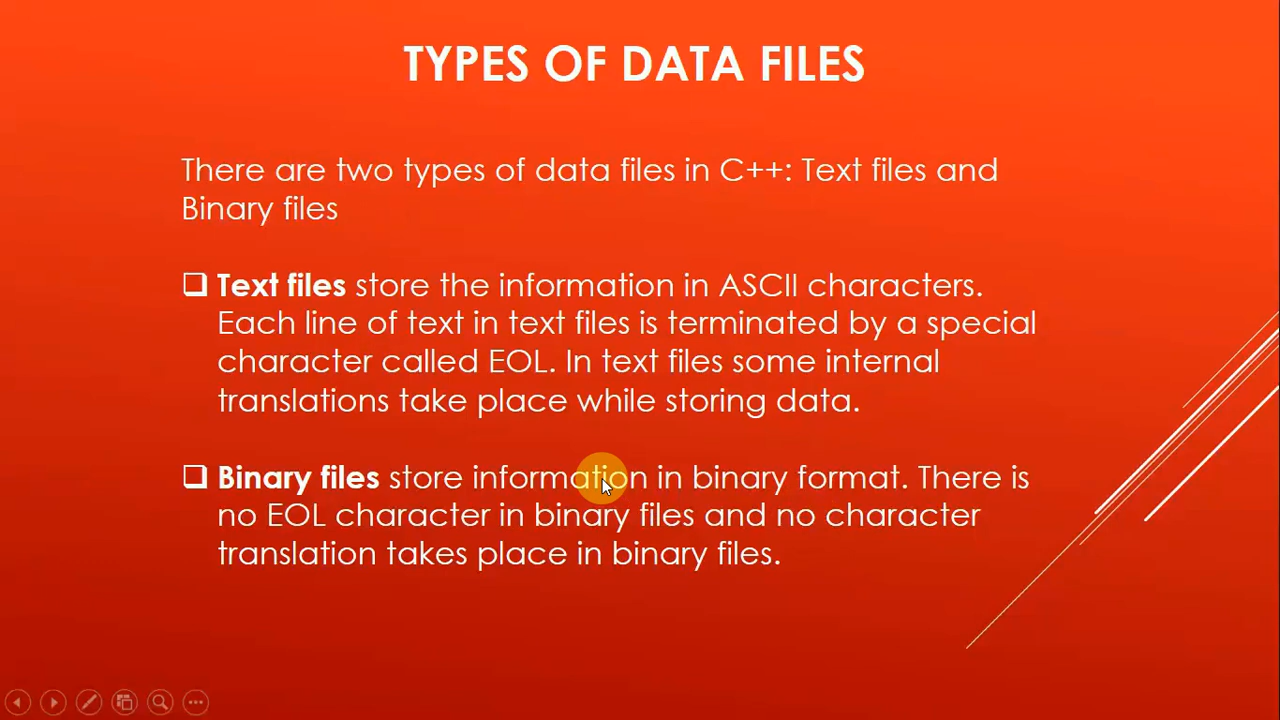 TYPES OF DATA FILES
There are two types of data files in C++: Text files and
Binary files
Text files store the information in ASCII characters.
Each line of text in text files is terminated by a special
character called EOL. In text files some internal
translations take place while storing data.
Binary files store information in binary format. There is
no EOL character in binary files and no character
translation takes place in binary files.